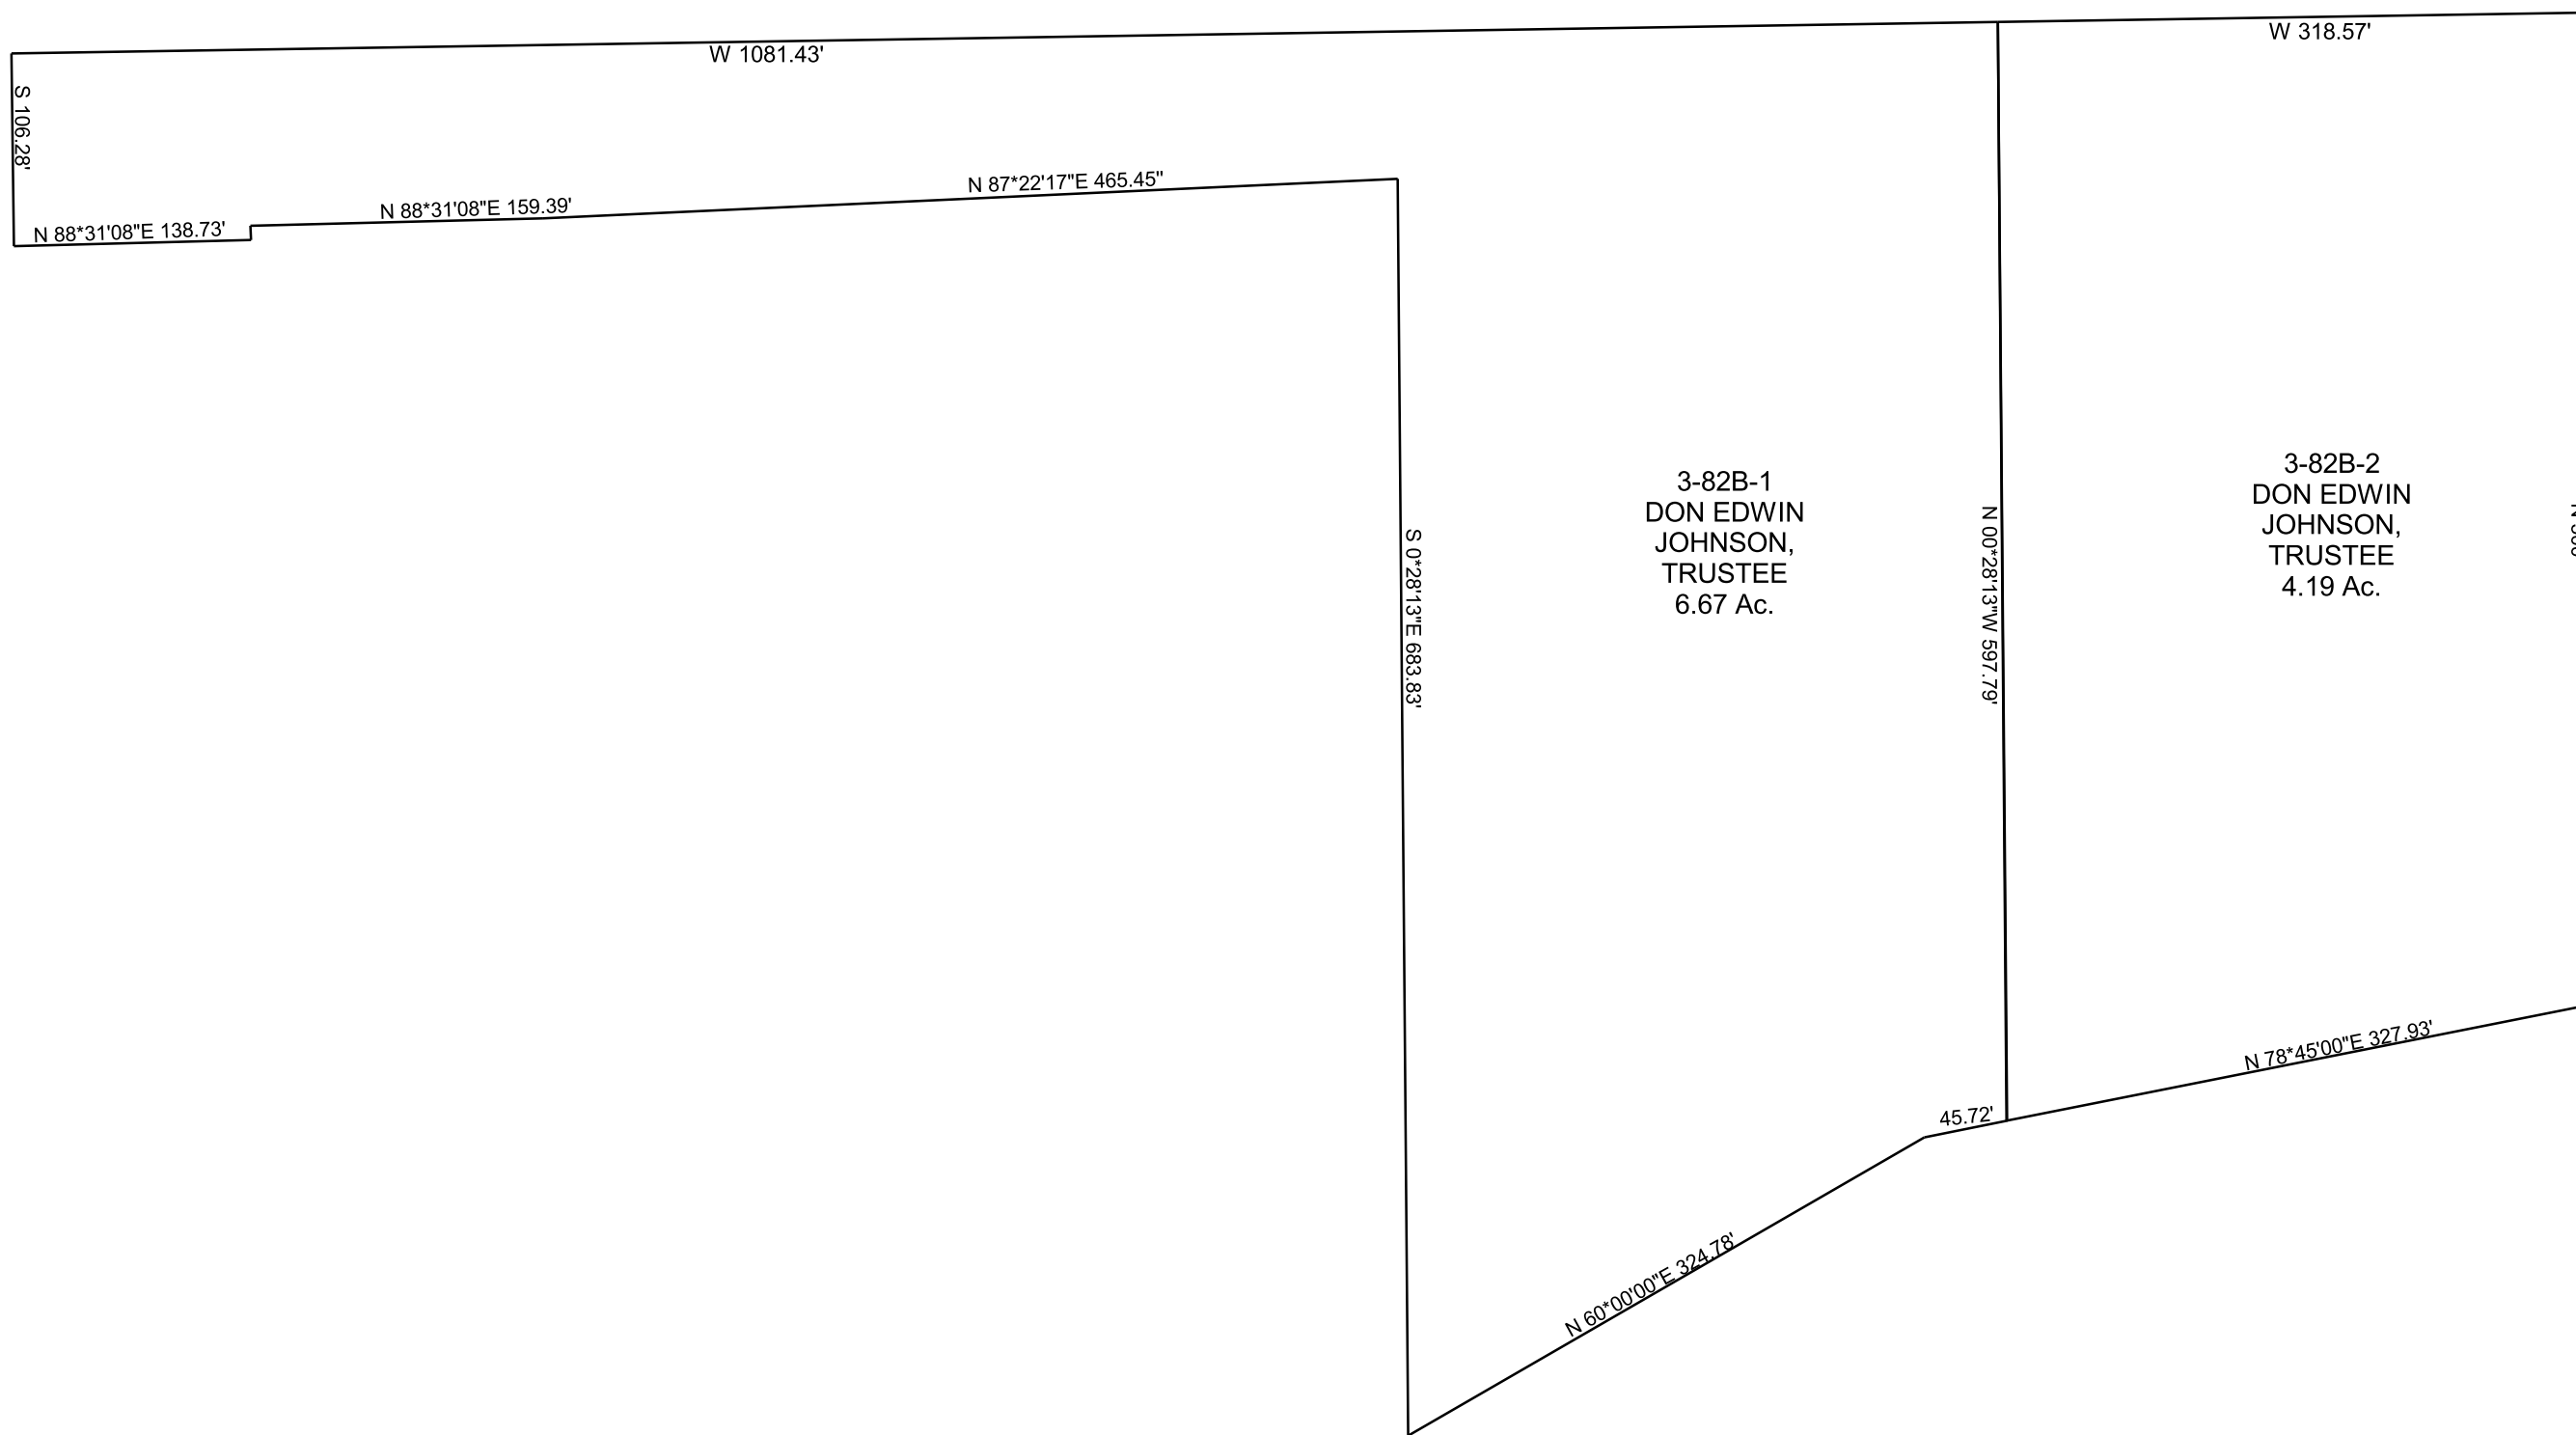 W 1081.43'
W 318.57'
S 106.28'
N 87*22'17"E 465.45"
N 88*31'08"E 159.39'
N 88*31'08"E 138.73'
3-82B-1
DON EDWIN
JOHNSON,
TRUSTEE
6.67 Ac.
3-82B-2
DON EDWIN
JOHNSON,
TRUSTEE
4.19 Ac.
S 0*28'13"E 683.83'
N 00*28'13"W 597.79'
N 78*45'00"E 327.93'
45.72'
N 60*00'00"E 324.78'